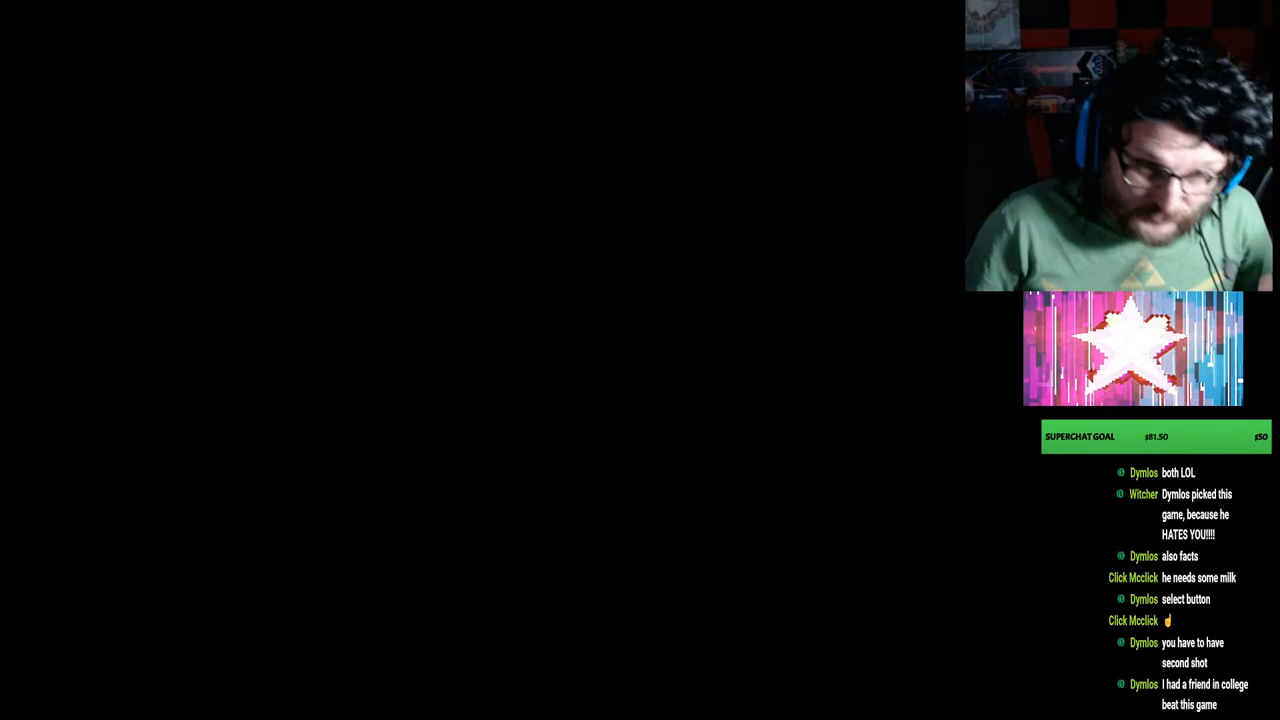 SUPERCHAT GOAL $81.50 $50
Dymlos both LOL
Witcher Dymlos picked this
game, because he
HATES YOU!!!!
Dymlos also facts
Click Mcclick he needs some milk
Dymlos select button
Click Mcclick ☝
Dymlos you have to have
second shot
Dymlos I had a friend in college
beat this game